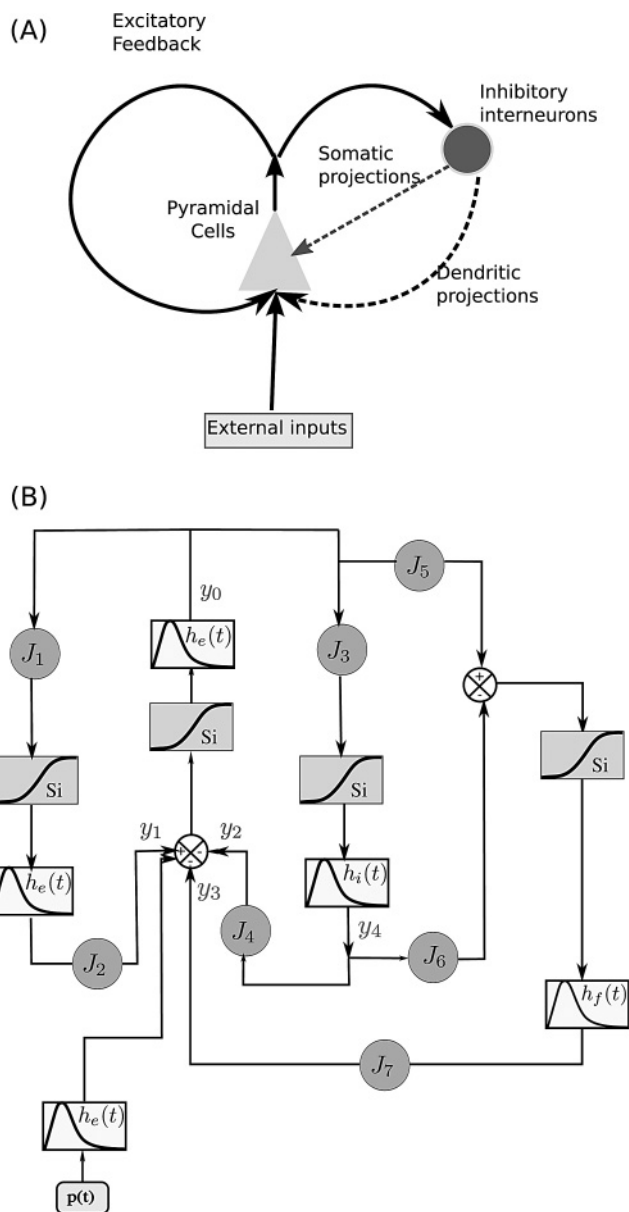 (A)
Excitatory
Feedback
Inhibitory
interneurons
Somatic
projections
Pyramidal
Cells
Dendritic
projections
External inputs
(B)
J5
y0
he(t)
J1
J3
+
-
Si
Si
Si
Si
y1
y2
+
-
-
y3
he(t)
hi(t)
J4
y4
J2
J6
hf(t)
J7
he(t)
p(t)